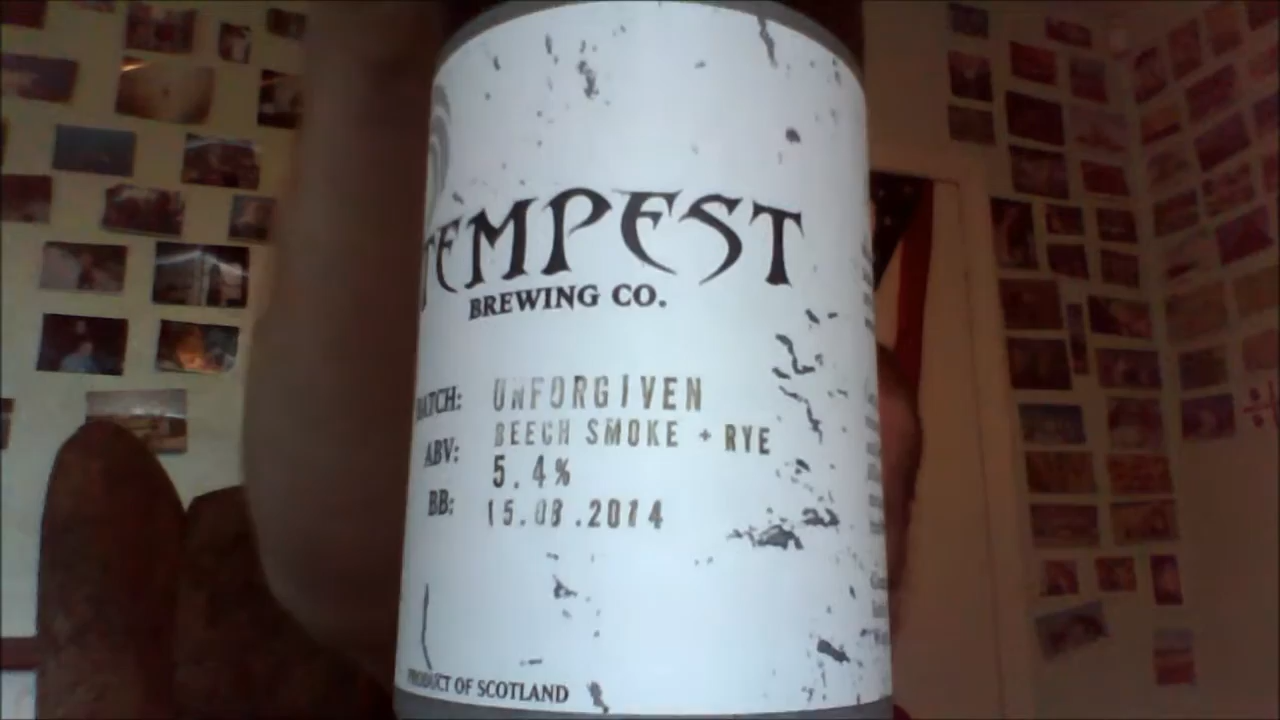 TEMPEST
BREWING CO.
BATCH: UNFORGIVEN
BEECH SMOKE + RYE
ABV: 5.4%
BB: 15.08.2014
PRODUCT OF SCOTLAND